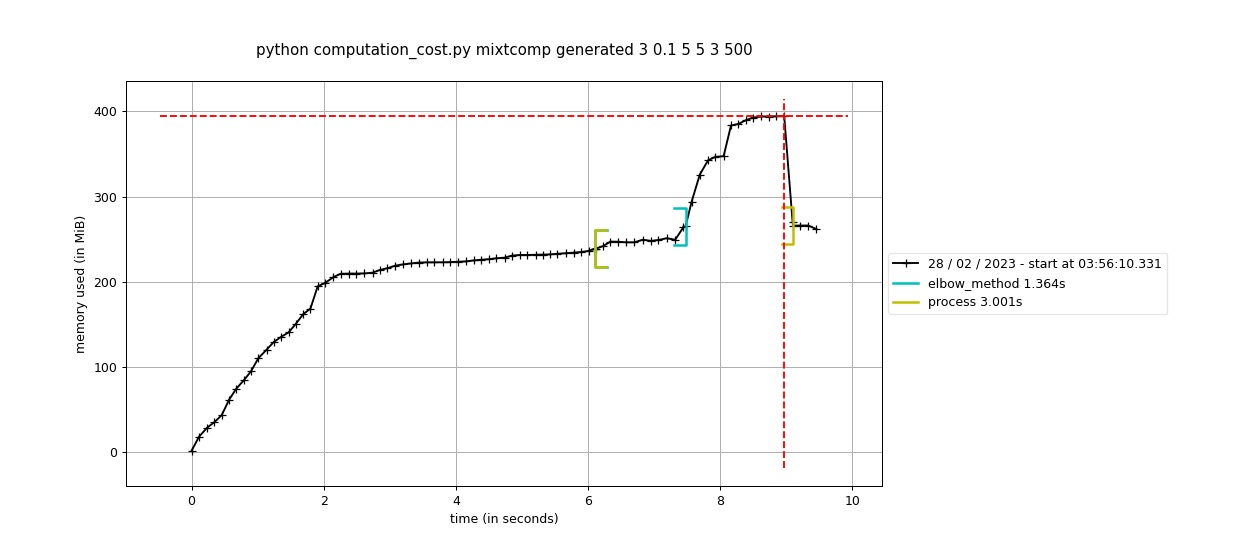 python computation_cost.py mixtcomp generated 3 0.1 5 5 3 500
memory used (in MiB)
400
300
200
100
0
0 2 4 6 8 10
time (in seconds)
28 / 02 / 2023 - start at 03:56:10.331
elbow_method 1.364s
process 3.001s